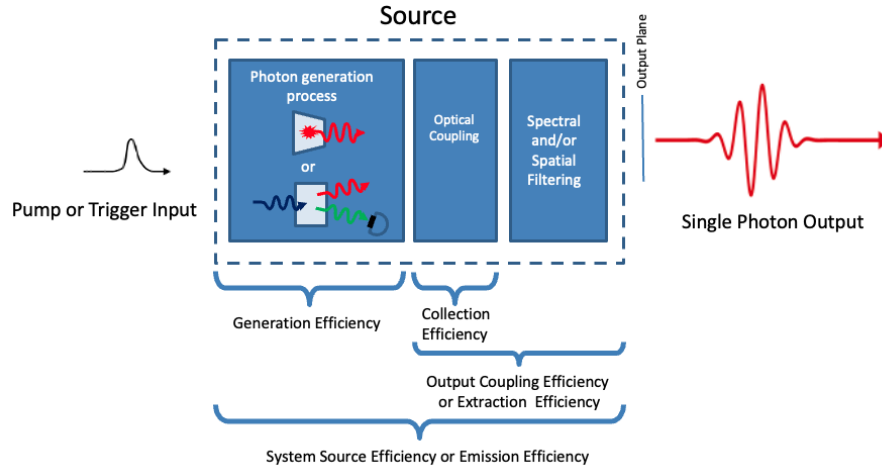 Source
Output Plane
Photon generation
process
or
Optical
Coupling
Spectral
and/or
Spatial
Filtering
Pump or Trigger Input
Single Photon Output
Generation Efficiency
Collection
Efficiency
Output Coupling Efficiency
or Extraction Efficiency
System Source Efficiency or Emission Efficiency